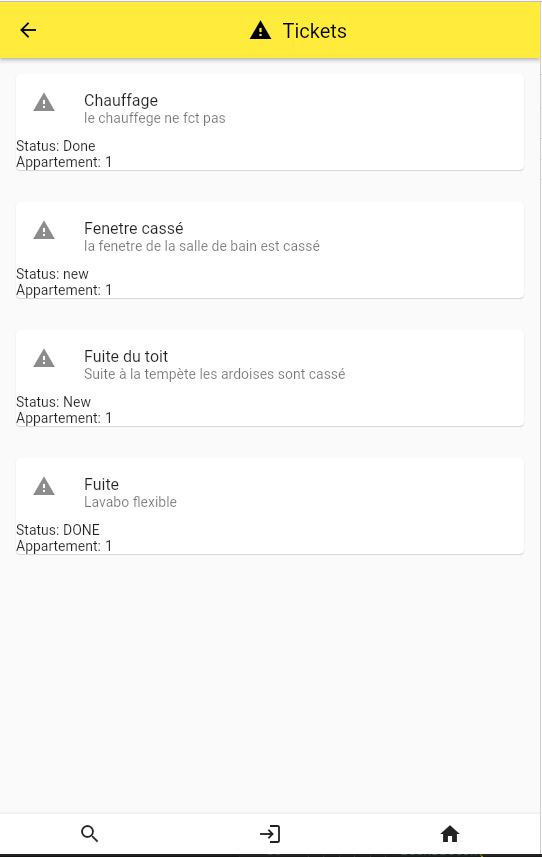 Tickets
Chauffage
le chauffege ne fct pas
Status: Done
Appartement: 1
Fenetre cassé
la fenetre de la salle de bain est cassé
Status: new
Appartement: 1
Fuite du toit
Suite à la tempète les ardoises sont cassé
Status: New
Appartement: 1
Fuite
Lavabo flexible
Status: DONE
Appartement: 1